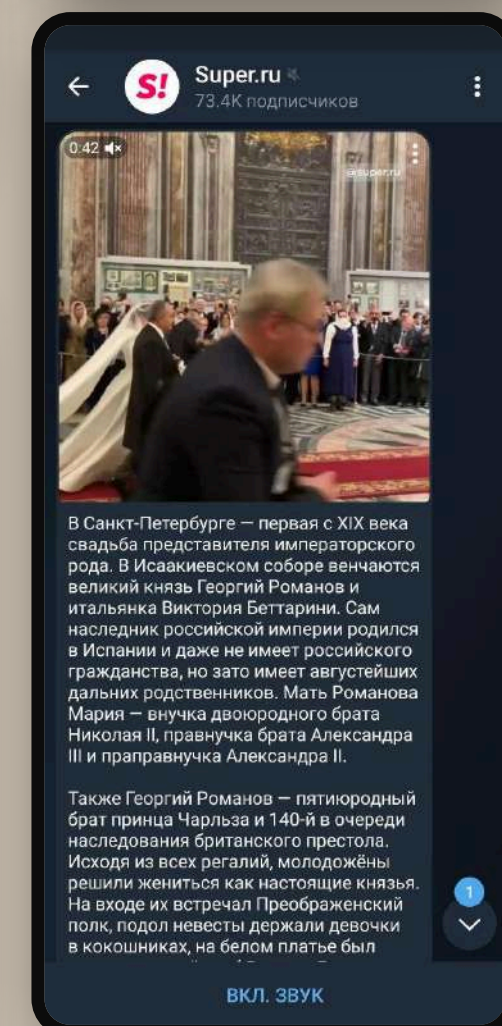 S!
Super.ru
73.4K подписчиков
0:42
@super.ru
В Санкт-Петербурге — первая с XIX века
свадьба представителя императорского
рода. В Исаакиевском соборе венчаются
великий князь Георгий Романов и
итальянка Виктория Беттарини. Сам
наследник российской империи родился
в Испании и даже не имеет российского
гражданства, но зато имеет августейших
дальних родственников. Мать Романова
Мария — внучка двоюродного брата
Николая II, правнучка брата Александра
III и праправнучка Александра II.
Также Георгий Романов — пятиюродный
брат принца Чарльза и 140-й в очереди
наследования британского престола.
Исходя из всех регалий, молодожёны
решили жениться как настоящие князья.
На входе их встречал Преображенский
полк, подол невесты держали девочки
в кокошниках, на белом платье был
1
ВКЛ. ЗВУК